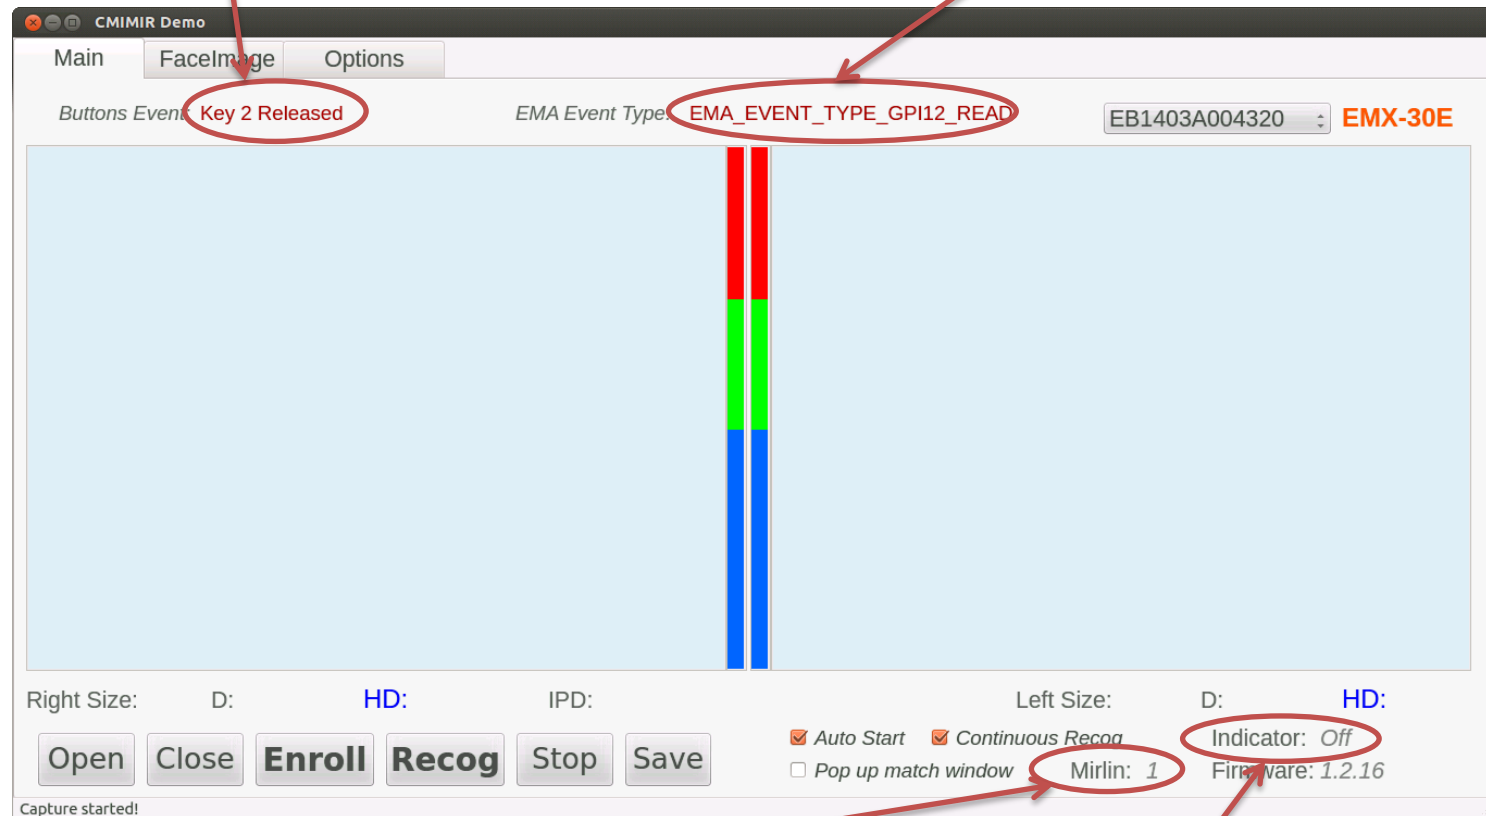 CMIMIR Demo
Main FaceImage Options
Buttons Event: Key 2 Released EMA Event Type: EMA_EVENT_TYPE_GPI12_READ EB1403A004320 EMX-30E
Right Size: D: HD: IPD: Left Size: D: HD:
Open Close Enroll Recog Stop Save
Auto Start Continuous Recog Indicator: Off
Pop up match window Mirlin: 1 Firmware: 1.2.16
Capture started!